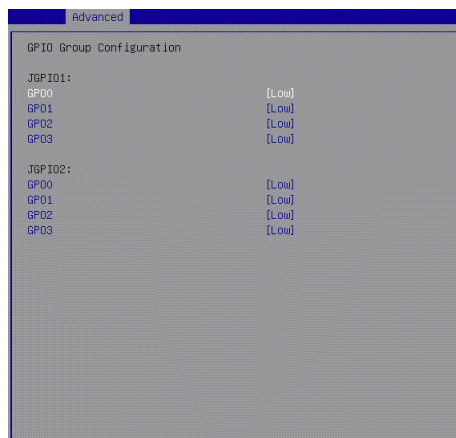 Advanced
GPIO Group Configuration
JGPIO1:
GPO0 [Low]
GPO1 [Low]
GPO2 [Low]
GPO3 [Low]
JGPIO2:
GPO0 [Low]
GPO1 [Low]
GPO2 [Low]
GPO3 [Low]